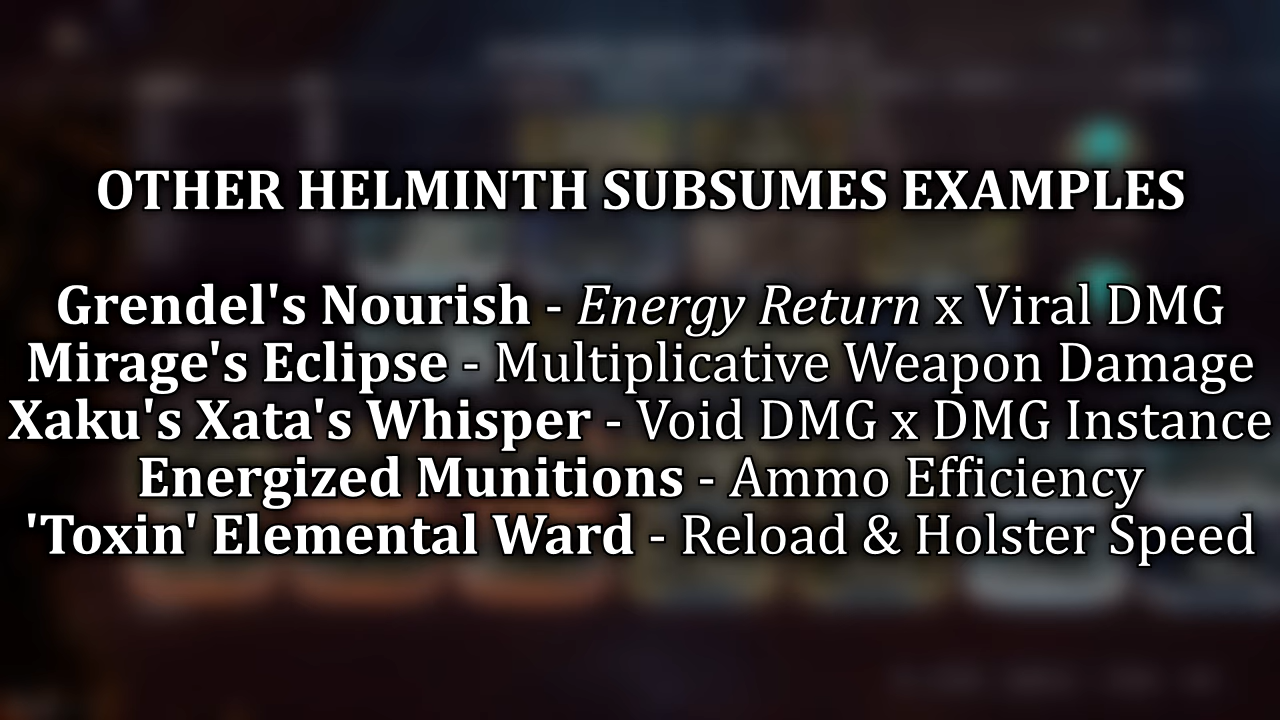 OTHER HELMINTH SUBSUMES EXAMPLES
Grendel's Nourish - Energy Return x Viral DMG
Mirage's Eclipse - Multiplicative Weapon Damage
Xaku's Xata's Whisper - Void DMG x DMG Instance
Energized Munitions - Ammo Efficiency
'Toxin' Elemental Ward - Reload & Holster Speed